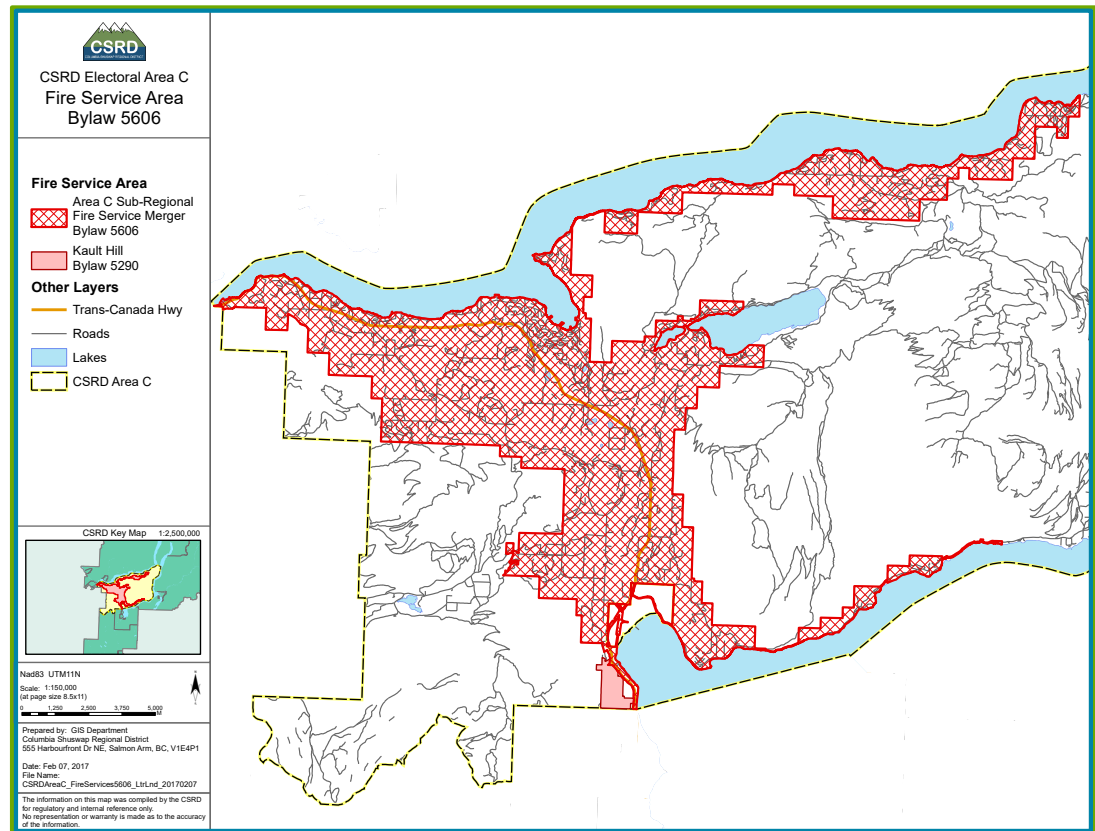 CSRD
COLUMBIA SHUSWAP REGIONAL DISTRICT
CSRD Electoral Area C
Fire Service Area
Bylaw 5606
Fire Service Area
Area C Sub-Regional
Fire Service Merger
Bylaw 5606
Kault Hill
Bylaw 5290
Other Layers
Trans-Canada Hwy
Roads
Lakes
CSRD Area C
CSRD Key Map 1:2,500,000
Nad83 UTM11N
Scale: 1:150,000
(at page size 8.5x11)
0 1,250 2,500 3,750 5,000
M
Prepared by: GIS Department
Columbia Shuswap Regional District
555 Harbourfront Dr NE, Salmon Arm, BC, V1E4P1
Date: Feb 07, 2017
File Name:
CSRDAreaC_FireServices5606_LtrLnd_20170207
The information on this map was compiled by the CSRD
for regulatory and internal reference only.
No representation or warranty is made as to the accuracy
of the information.